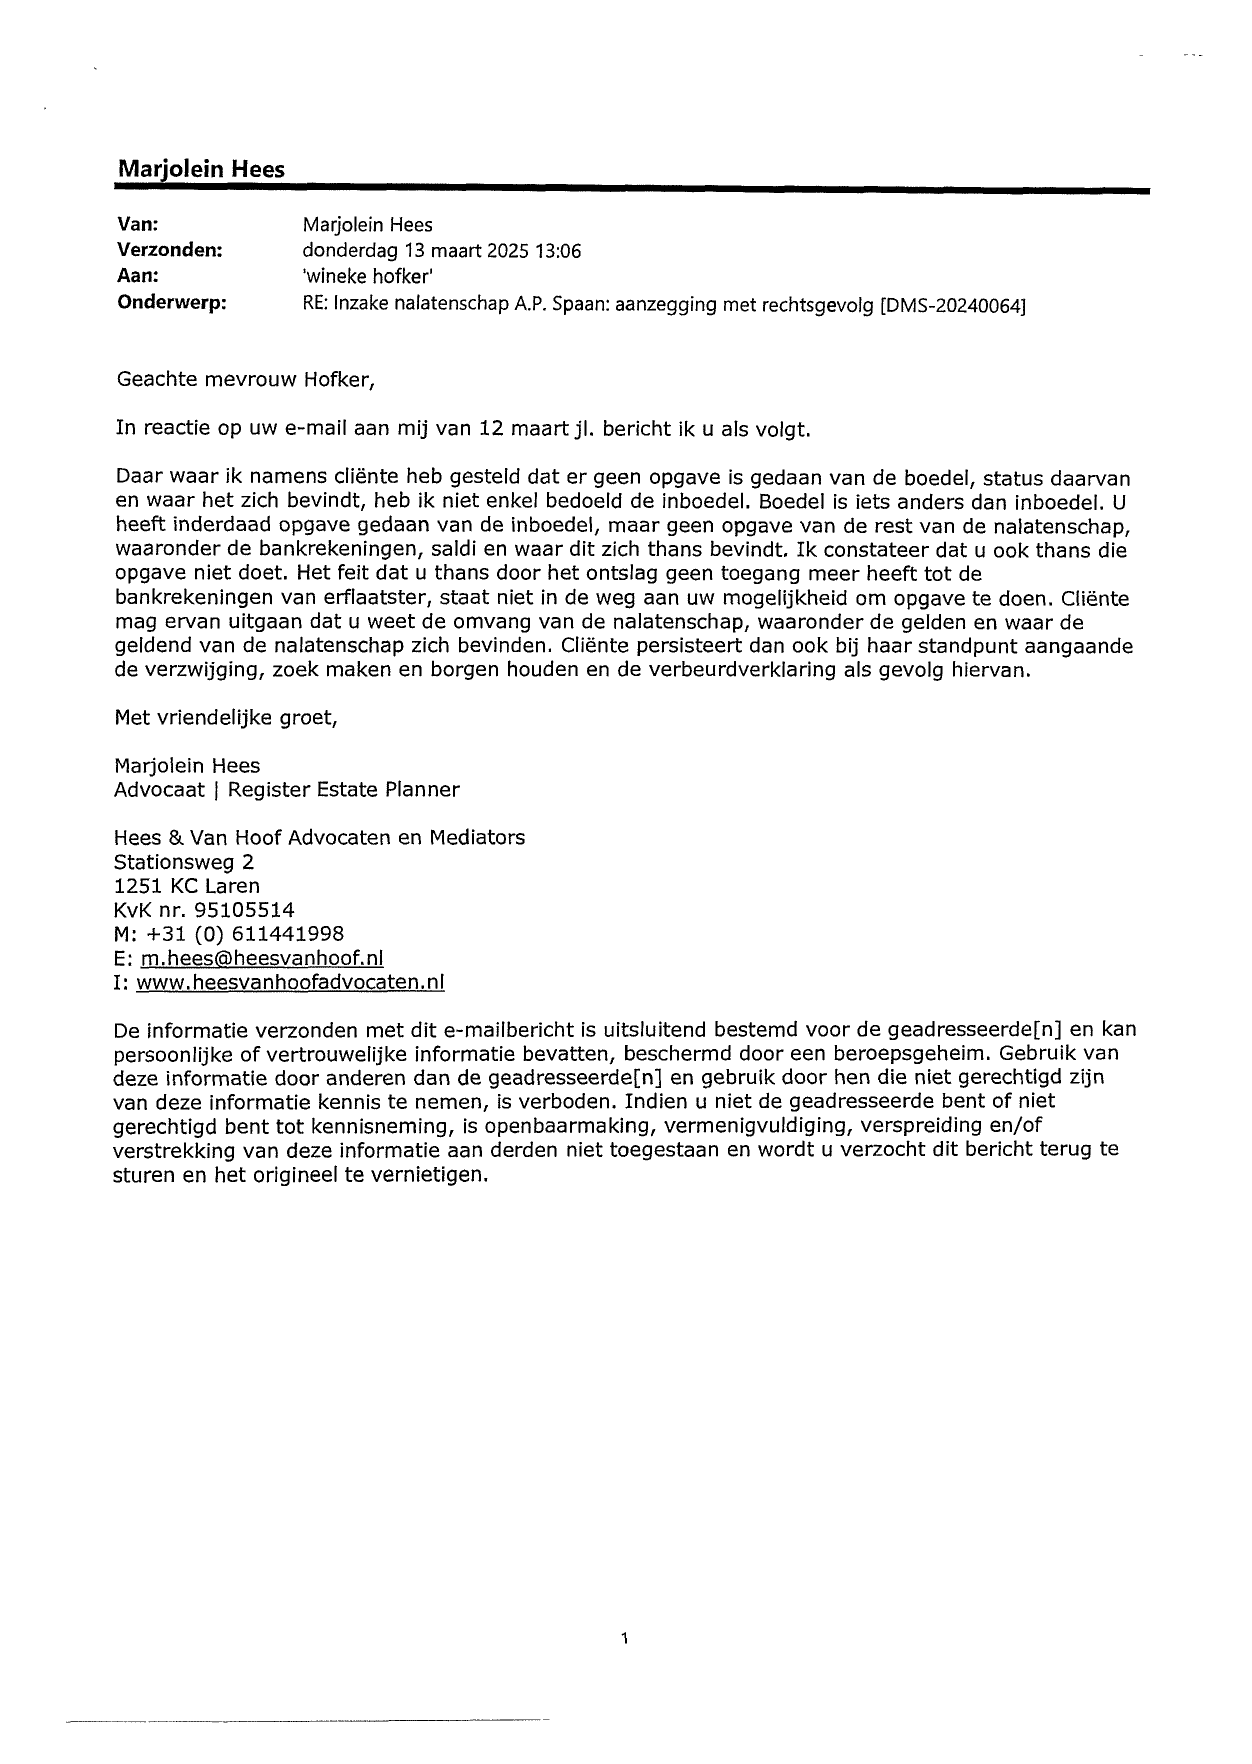 Marjolein Hees
Van: Marjolein Hees
Verzonden: donderdag 13 maart 2025 13:06
Aan: 'wineke hofker'
Onderwerp: RE: Inzake nalatenschap A.P. Spaan: aanzegging met rechtsgevolg [DMS-20240064]
Geachte mevrouw Hofker,
In reactie op uw e-mail aan mij van 12 maart jl. bericht ik u als volgt.
Daar waar ik namens cliënte heb gesteld dat er geen opgave is gedaan van de boedel, status daarvan
en waar het zich bevindt, heb ik niet enkel bedoeld de inboedel. Boedel is iets anders dan inboedel. U
heeft inderdaad opgave gedaan van de inboedel, maar geen opgave van de rest van de nalatenschap,
waaronder de bankrekeningen, saldi en waar dit zich thans bevindt. Ik constateer dat u ook thans die
opgave niet doet. Het feit dat u thans door het ontslag geen toegang meer heeft tot de
bankrekeningen van erflaatster, staat niet in de weg aan uw mogelijkheid om opgave te doen. Cliënte
mag ervan uitgaan dat u weet de omvang van de nalatenschap, waaronder de gelden en waar de
geldend van de nalatenschap zich bevinden. Cliënte persisteert dan ook bij haar standpunt aangaande
de verzwijging, zoek maken en borgen houden en de verbeurdverklaring als gevolg hiervan.
Met vriendelijke groet,
Marjolein Hees
Advocaat | Register Estate Planner
Hees & Van Hoof Advocaten en Mediators
Stationsweg 2
1251 KC Laren
KvK nr. 95105514
M: +31 (0) 611441998
E: m.hees@heesvanhoof.nl
I: www.heesvanhoofadvocaten.nl
De informatie verzonden met dit e-mailbericht is uitsluitend bestemd voor de geadresseerde[n] en kan
persoonlijke of vertrouwelijke informatie bevatten, beschermd door een beroepsgeheim. Gebruik van
deze informatie door anderen dan de geadresseerde[n] en gebruik door hen die niet gerechtigd zijn
van deze informatie kennis te nemen, is verboden. Indien u niet de geadresseerde bent of niet
gerechtigd bent tot kennisneming, is openbaarmaking, vermenigvuldiging, verspreiding en/of
verstrekking van deze informatie aan derden niet toegestaan en wordt u verzocht dit bericht terug te
sturen en het origineel te vernietigen.
1